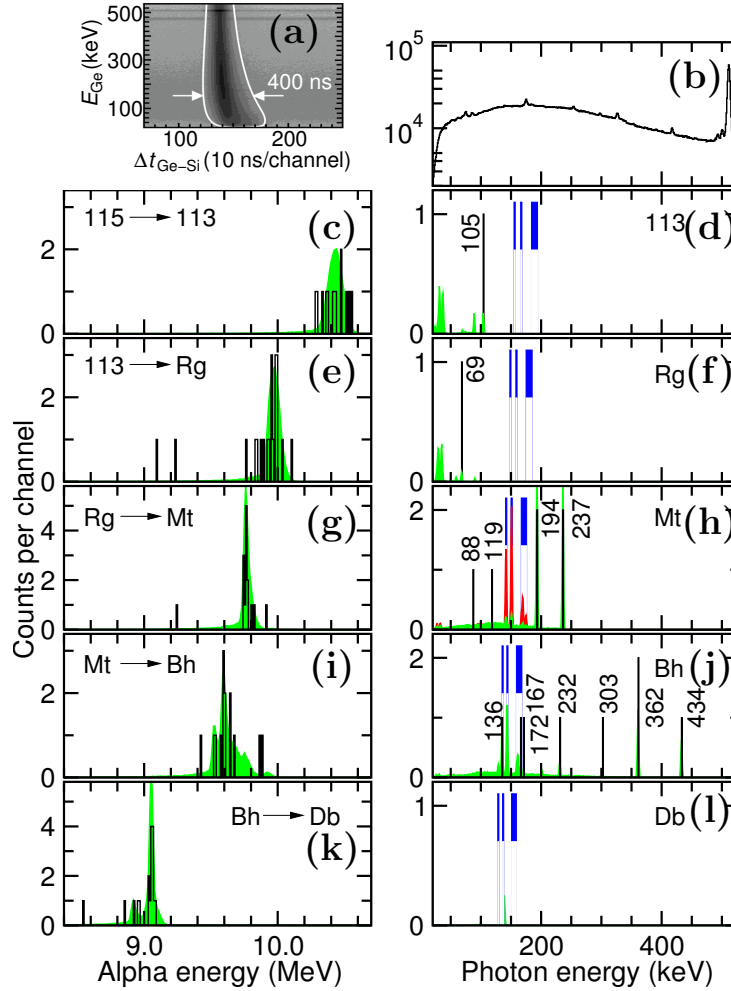 500
300
100
E_Ge (keV)
(a)
400 ns
100
200
Δt_Ge−Si (10 ns/channel)
10^5
10^4
(b)
Counts per channel
115 → 113
(c)
2
0
1
0
105
113
(d)
113 → Rg
(e)
2
0
1
0
69
Rg
(f)
Rg → Mt
(g)
4
2
0
2
1
0
88
119
194
237
Mt
(h)
Mt → Bh
(i)
2
0
2
1
0
136
172
167
232
303
362
434
Bh
(j)
Bh → Db
(k)
4
2
0
1
0
Db
(l)
9.0
10.0
Alpha energy (MeV)
200
400
Photon energy (keV)